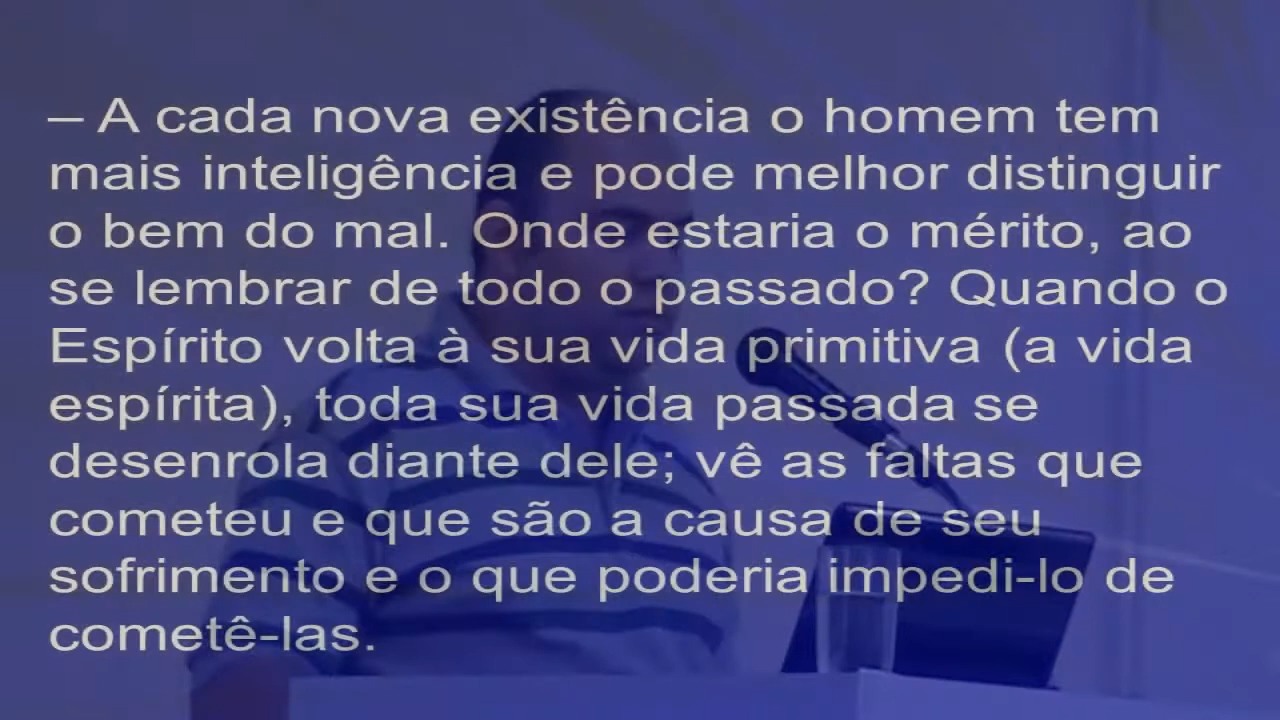 – A cada nova existência o homem tem
mais inteligência e pode melhor distinguir
o bem do mal. Onde estaria o mérito, ao
se lembrar de todo o passado? Quando o
Espírito volta à sua vida primitiva (a vida
espírita), toda sua vida passada se
desenrola diante dele; vê as faltas que
cometeu e que são a causa de seu
sofrimento e o que poderia impedi-lo de
cometê-las.